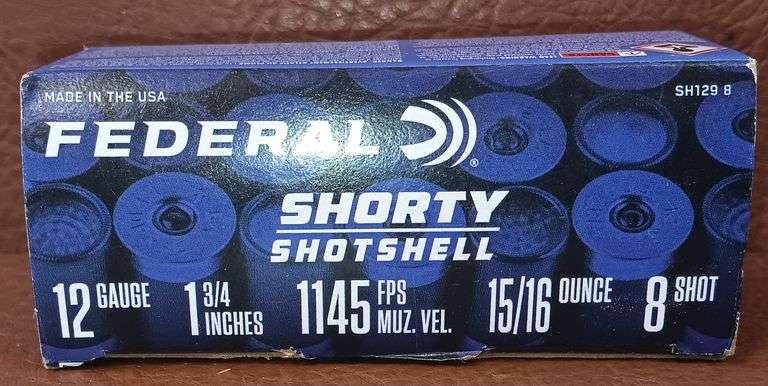 MADE IN THE USA
SH129 8
FEDERAL
®
SHORTY
SHOTSHELL
12 GAUGE
1 3/4 INCHES
1145 FPS MUZ. VEL.
15/16 OUNCE
8 SHOT